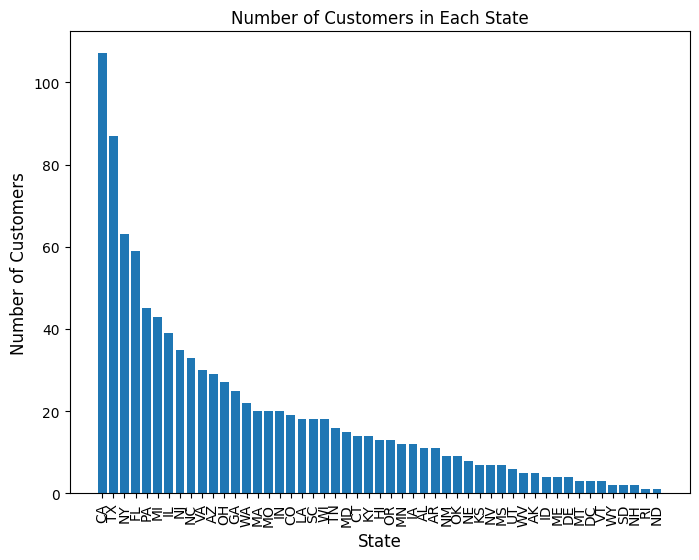 Number of Customers in Each State
Number of Customers
100
80
60
40
20
0
CA TX NY FL PA MI IL NJ NC VA AZ OH GA WA MA MO IN CO LA SC WI TN MD CT KY HI OR MN IA AL AR NM OK NE KS NV MS UT WV AK ID ME DE MT DC VT WY SD NH RI ND
State